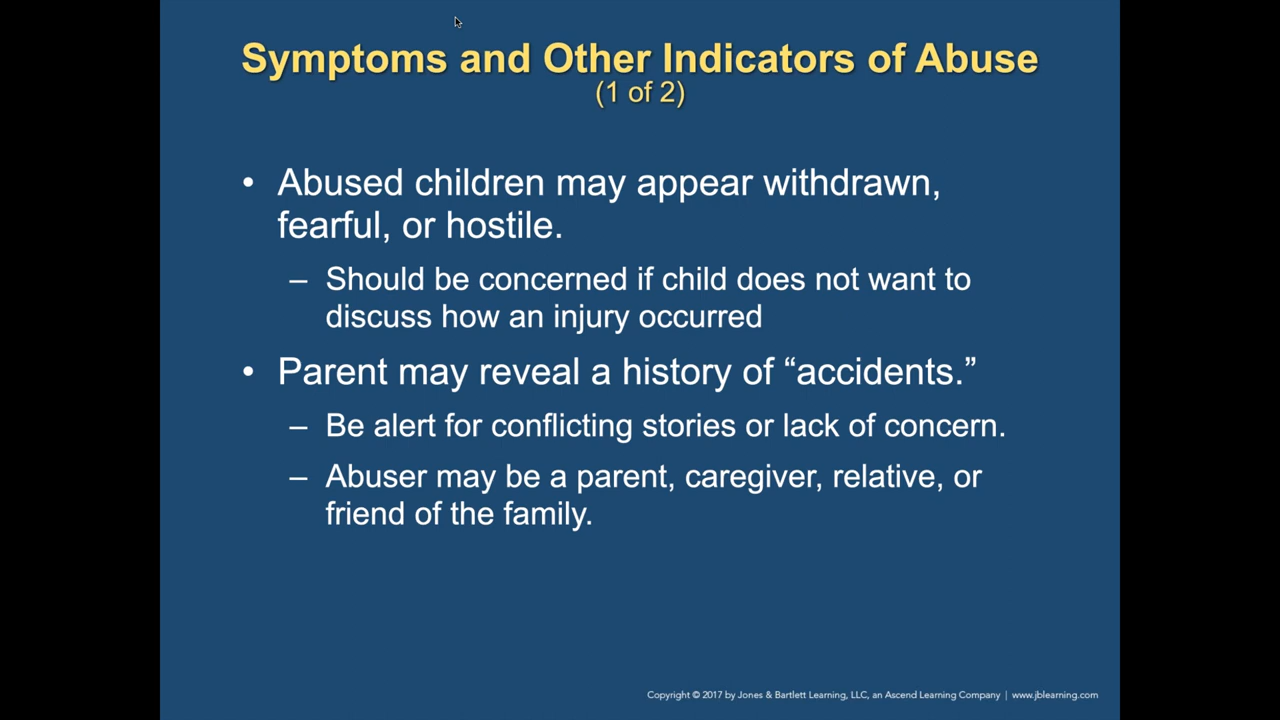 Symptoms and Other Indicators of Abuse
(1 of 2)
• Abused children may appear withdrawn,
fearful, or hostile.
– Should be concerned if child does not want to
discuss how an injury occurred
• Parent may reveal a history of “accidents.”
– Be alert for conflicting stories or lack of concern.
– Abuser may be a parent, caregiver, relative, or
friend of the family.
Copyright © 2017 by Jones & Bartlett Learning, LLC, an Ascend Learning Company | www.jblearning.com